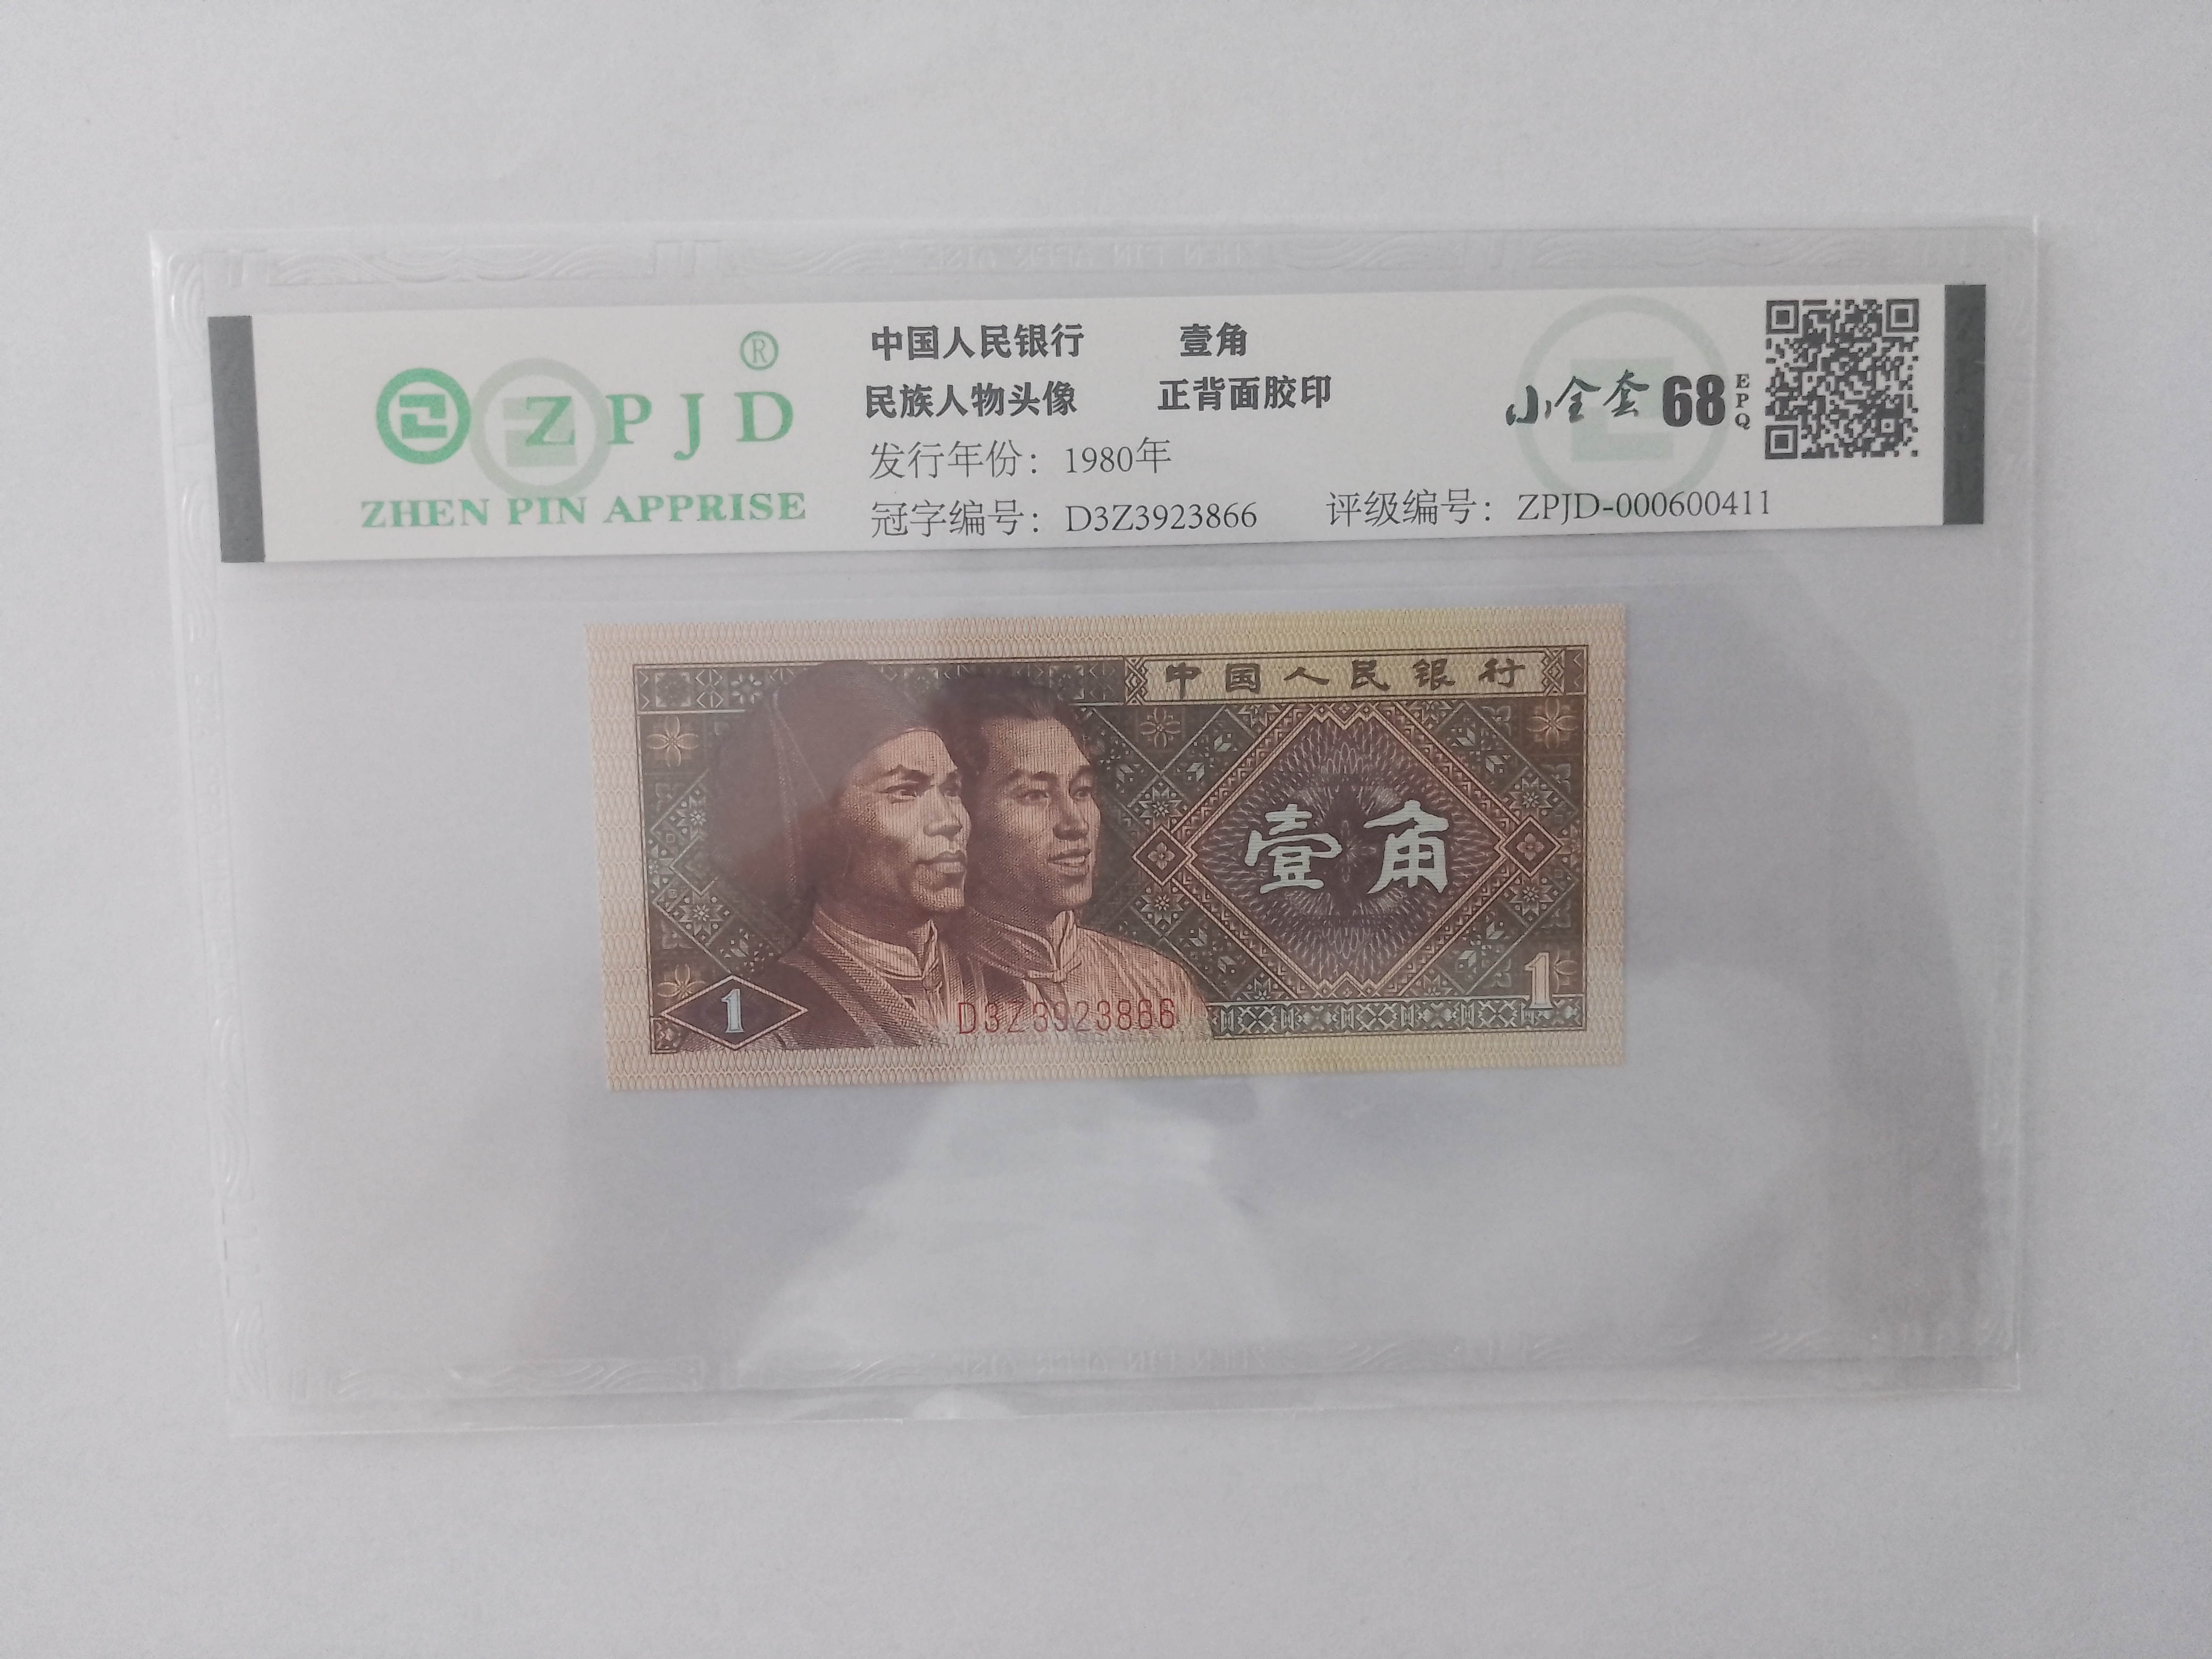 ZPJD®
ZHEN PIN APPRISE
中国人民银行 壹角
民族人物头像 正背面胶印
发行年份：1980年
冠字编号：D3Z3923866 评级编号：ZPJD-000600411
小全套 68 EPQ
中国人民银行
壹角
1
D3Z3923866
1